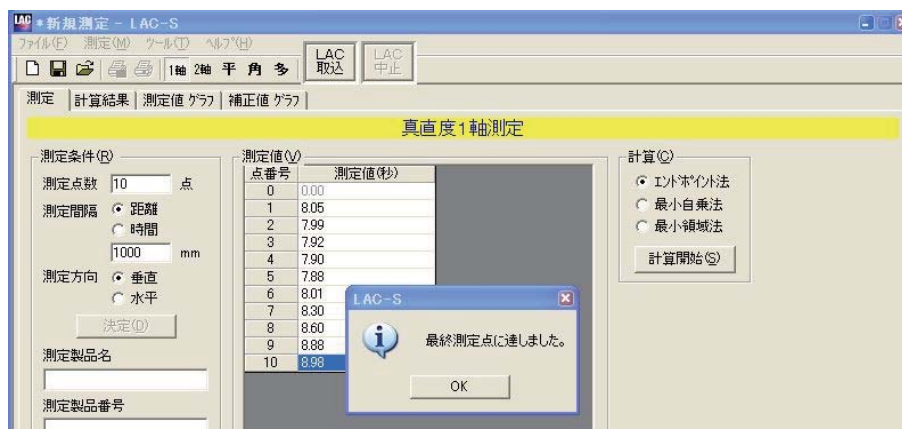 LAC *新規測定 - LAC-S
ファイル(F) 測定(M) ツール(T) ヘルプ(H)
1軸 2軸 平 角 多 LAC取込 LAC中止
測定 計算結果 測定値 グラフ 補正値 グラフ
真直度1軸測定
測定条件(R)
測定点数 10 点
測定間隔 距離
時間
1000 mm
測定方向 垂直
水平
決定(D)
測定製品名
測定製品番号
測定値(V)
点番号 測定値(秒)
0 0.00
1 8.05
2 7.99
3 7.92
4 7.90
5 7.88
6 8.01
7 8.30
8 8.60
9 8.88
10 8.98
LAC-S
最終測定点に達しました。
OK
計算(C)
エンドポイント法
最小自乗法
最小領域法
計算開始(S)